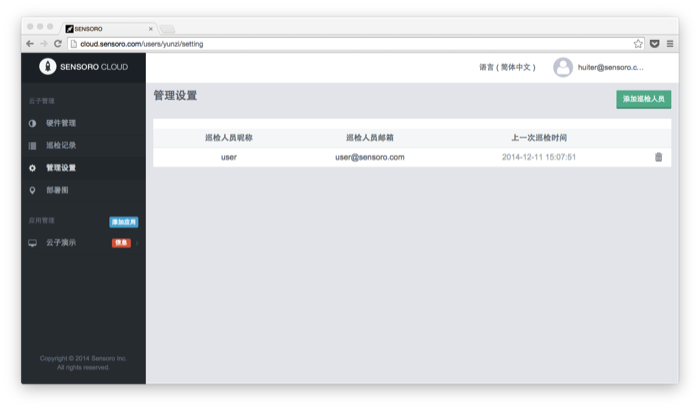 SENSORO
cloud.sensoro.com/users/yunzi/setting
SENSORO CLOUD
语言 ( 简体中文 )
huiter@sensoro.c...
云子管理
硬件管理
巡检记录
管理设置
部署图
应用管理
添加应用
云子演示
管理设置
添加巡检人员
巡检人员昵称
巡检人员邮箱
上一次巡检时间
user
user@sensoro.com
2014-12-11 15:07:51
Copyright © 2014 Sensoro Inc.
All rights reserved.